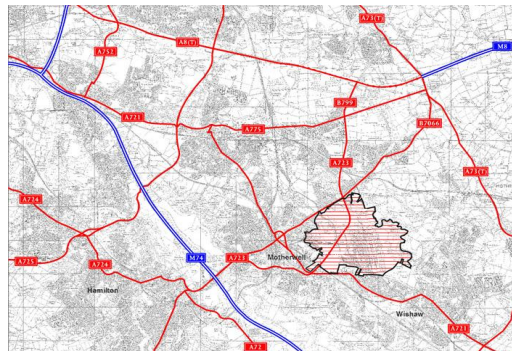 A73(T)
A8(T)
A752
M8
B799
A721
A775
B7066
A723
A73(T)
A724
A725
A724
M74
A723
Motherwell
Hamilton
Wishaw
A721
A72